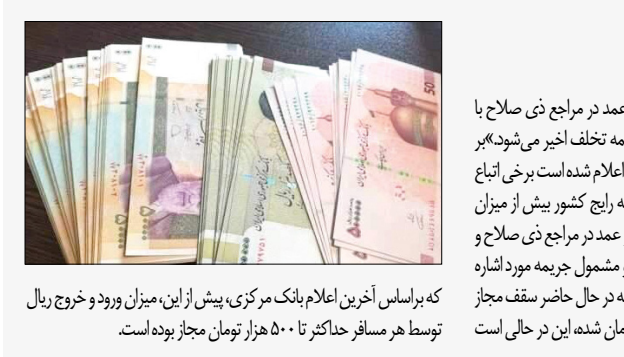 عمد در مراجع ذی صلاح با
مه تخلف اخیر می‌شود.»بر
اعلام شده است برخی اتباع
ه رایج کشور بیش از میزان
عمد در مراجع ذی صلاح و
مشمول جریمه مورد اشاره
ه در حال حاضر سقف مجاز
مان شده، این در حالی است
که براساس آخرین اعلام بانک مرکزی، پیش از این، میزان ورود و خروج ریال
توسط هر مسافر حداکثر تا ۵۰۰ هزار تومان مجاز بوده است.